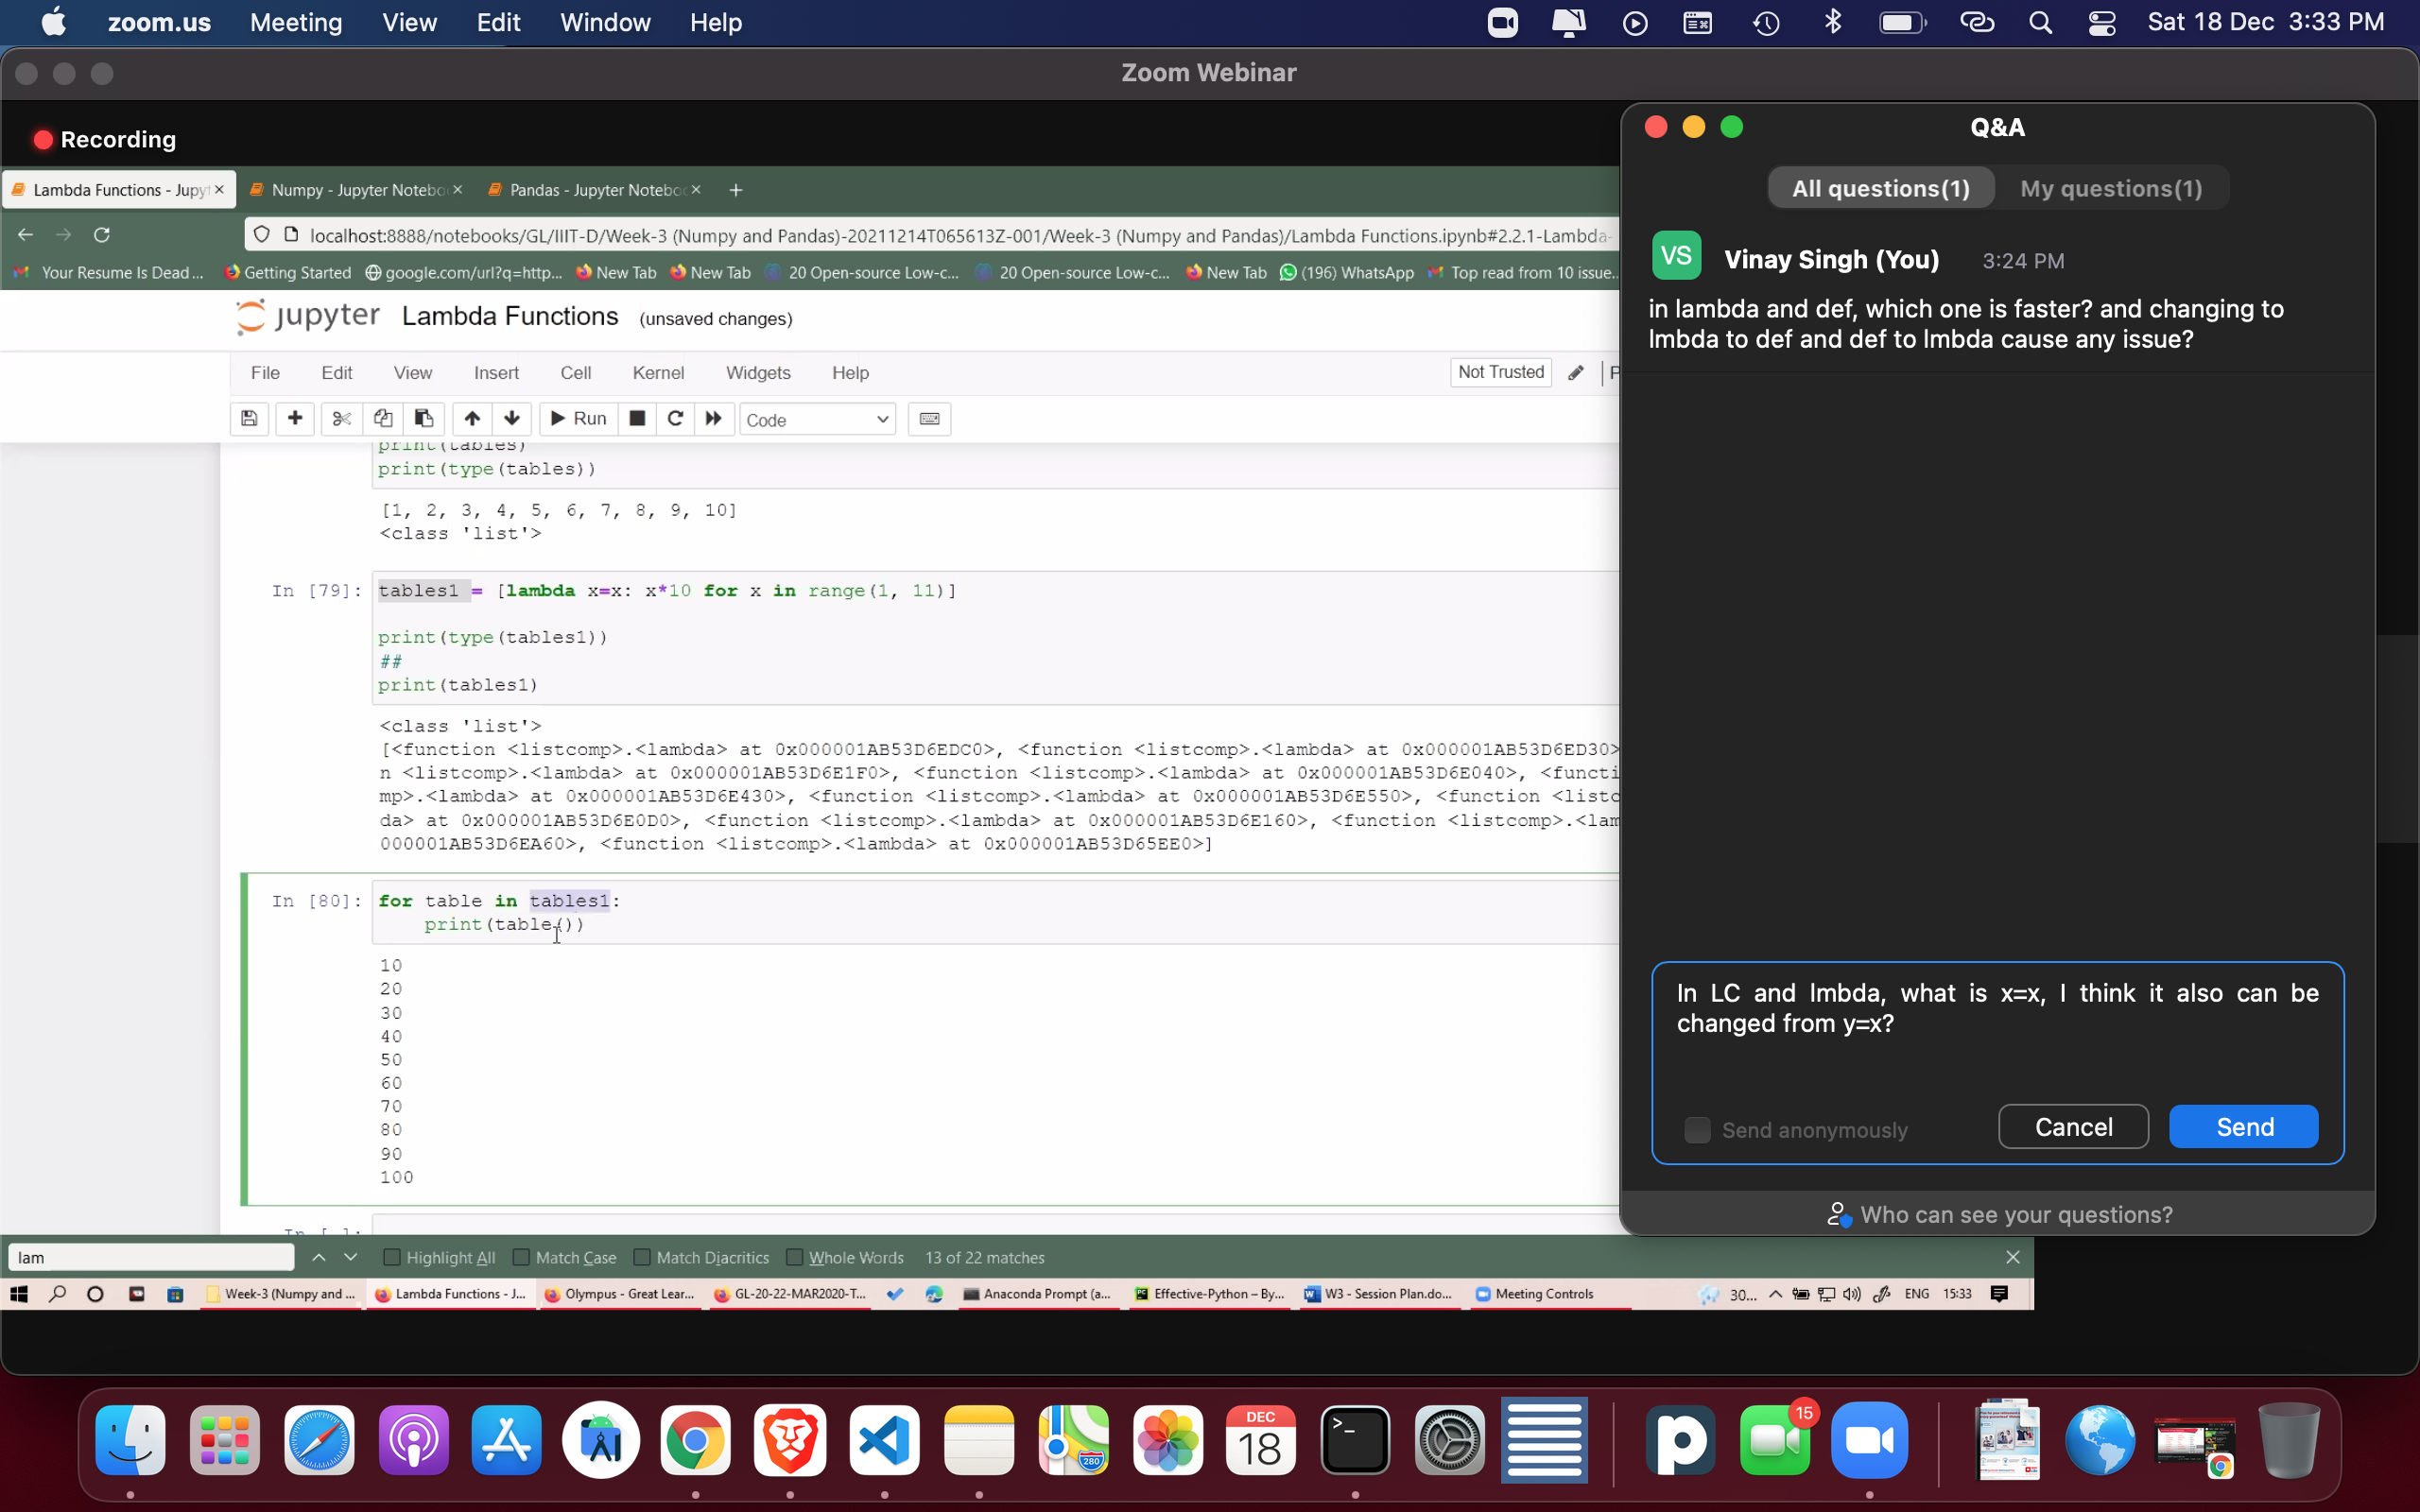 zoom.us Meeting View Edit Window Help Sat 18 Dec 3:33 PM
Zoom Webinar
Recording
Lambda Functions - Jupy Numpy - Jupyter Notebo Pandas - Jupyter Notebo
localhost:8888/notebooks/GL/IIIT-D/Week-3 (Numpy and Pandas)-20211214T065613Z-001/Week-3 (Numpy and Pandas)/Lambda Functions.ipynb#2.2.1-Lambda-
Your Resume Is Dead... Getting Started google.com/url?q=http... New Tab New Tab 20 Open-source Low-c... 20 Open-source Low-c... New Tab (196) WhatsApp Top read from 10 issue...
jupyter Lambda Functions (unsaved changes)
File Edit View Insert Cell Kernel Widgets Help Not Trusted P
Run Code
print(tables)
print(type(tables))
[1, 2, 3, 4, 5, 6, 7, 8, 9, 10]
<class 'list'>
In [79]: tables1 = [lambda x=x: x*10 for x in range(1, 11)]
print(type(tables1))
##
print(tables1)
<class 'list'>
[<function <listcomp>.<lambda> at 0x000001AB53D6EDC0>, <function <listcomp>.<lambda> at 0x000001AB53D6ED30>
n <listcomp>.<lambda> at 0x000001AB53D6E1F0>, <function <listcomp>.<lambda> at 0x000001AB53D6E040>, <functi
mp>.<lambda> at 0x000001AB53D6E430>, <function <listcomp>.<lambda> at 0x000001AB53D6E550>, <function <listc
da> at 0x000001AB53D6E0D0>, <function <listcomp>.<lambda> at 0x000001AB53D6E160>, <function <listcomp>.<lam
000001AB53D6EA60>, <function <listcomp>.<lambda> at 0x000001AB53D65EE0>]
In [80]: for table in tables1:
print(table())
10
20
30
40
50
60
70
80
90
100
In [ ]:
lam Highlight All Match Case Match Diacritics Whole Words 13 of 22 matches
Week-3 (Numpy and ... Lambda Functions - J... Olympus - Great Lear... GL-20-22-MAR2020-T... Anaconda Prompt (a... Effective-Python – By... W3 - Session Plan.do... Meeting Controls 30... ENG 15:33
Q&A
All questions(1) My questions(1)
VS Vinay Singh (You) 3:24 PM
in lambda and def, which one is faster? and changing to
lmbda to def and def to lmbda cause any issue?
In LC and lmbda, what is x=x, I think it also can be
changed from y=x?
Send anonymously Cancel Send
Who can see your questions?
280
DEC
18
>_
15